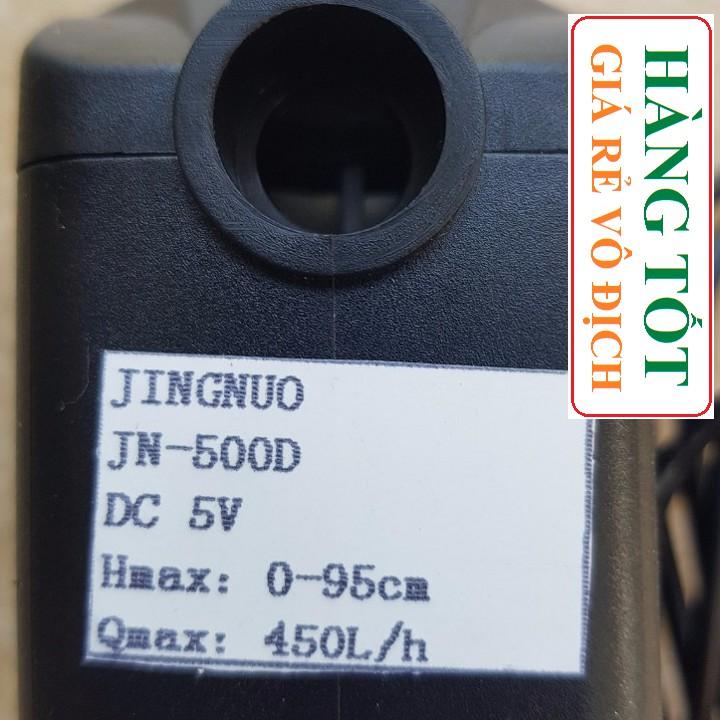 JINGNUO
JN-500D
DC 5V
Hmax: 0-95cm
Qmax: 450L/h
HÀNG TỐT
GIÁ RẺ VÔ ĐỊCH